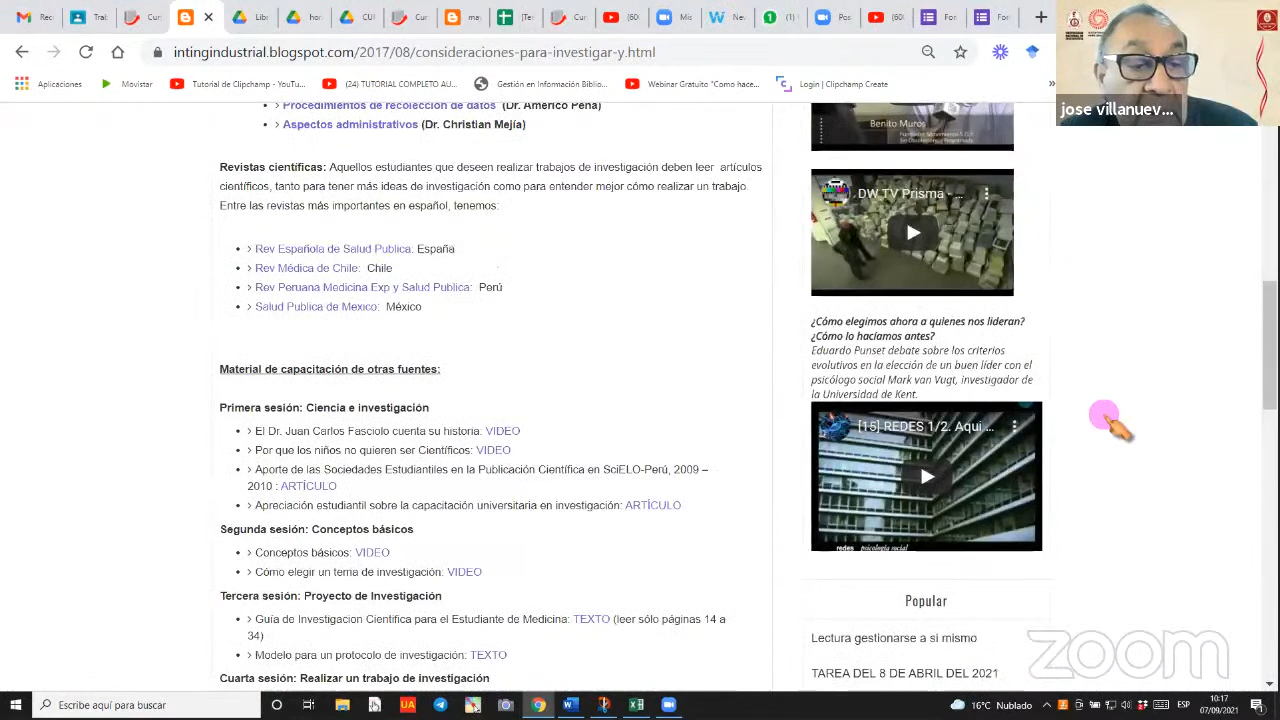 intingindustrial.blogspot.com/2020/08/consideraciones-para-investigar-y.html
Aplicaciones
Movistar
Tutorial de Clipchamp - YouTu...
(20) TUTORIAL COMPLETO AU...
Gestión en Información Biblio...
Webinar Gratuito "Como hace...
Login | Clipchamp Create
»
jose villanuev...
Procedimientos de recolección de datos (Dr. Américo Peña)
Aspectos administrativos (Dr. Christian Mejía)
Revistas científicas: Aquellos estudiantes que deseen realizar trabajos de investigación deben leer artículos
científicos tanto para tener más ideas de investigación como para entender mejor cómo realizar un trabajo.
Entre las revistas más importantes en español, tenemos:
> Rev Española de Salud Publica: España
> Rev Médica de Chile: Chile
> Rev Peruana Medicina Exp y Salud Publica: Perú
> Salud Publica de Mexico: México
Material de capacitación de otras fuentes:
Primera sesión: Ciencia e investigación
> El Dr. Juan Carlos Fasciolo cuenta su historia: VIDEO
> Por que los niños no quieren ser Científicos: VIDEO
> Aporte de las Sociedades Estudiantiles en la Publicación Científica en SciELO-Perú, 2009 –
2010 : ARTÍCULO
> Apreciación estudiantil sobre la capacitación universitaria en investigación: ARTÍCULO
Segunda sesión: Conceptos básicos
> Conceptos básicos: VIDEO
> Cómo elegir un tema de investigación: VIDEO
Tercera sesión: Proyecto de Investigación
> Guía de Investigacion Cientifica para el Estudiante de Medicina: TEXTO (leer sólo páginas 14 a
34)
> Modelo para un protocolo de investigación: TEXTO
Cuarta sesión: Realizar un trabajo de investigación
Benito Muros
DW TV Prisma - ...
¿Cómo elegimos ahora a quienes nos lideran?
¿Cómo lo hacíamos antes?
Eduardo Punset debate sobre los criterios
evolutivos en la elección de un buen líder con el
psicólogo social Mark van Vugt, investigador de
la Universidad de Kent.
[15] REDES 1/2. Aqui ...
redes psicología social
Popular
Lectura gestionarse a si mismo
TAREA DEL 8 DE ABRIL DEL 2021
zoom
Escribe aquí para buscar
16°C Nublado
ESP
10:17
07/09/2021